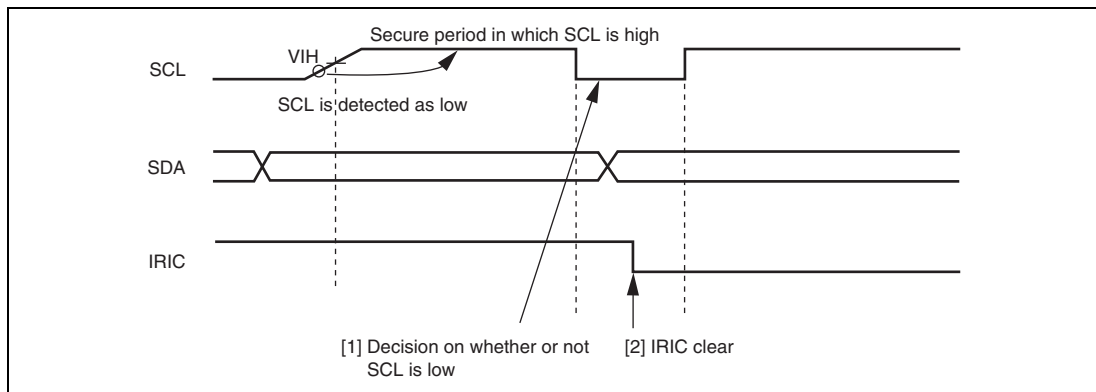 Secure period in which SCL is high
VIH
SCL
SCL is detected as low
SDA
IRIC
[1] Decision on whether or not
SCL is low
[2] IRIC clear